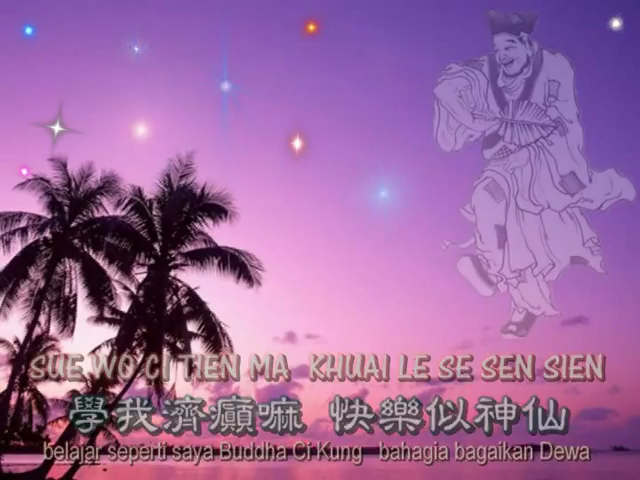 SUE WO CI TIEN MA KHUAI LE SE SEN SIEN
學我濟癲嘛 快樂似神仙
belajar seperti saya Buddha Ci Kung bahagia bagaikan Dewa